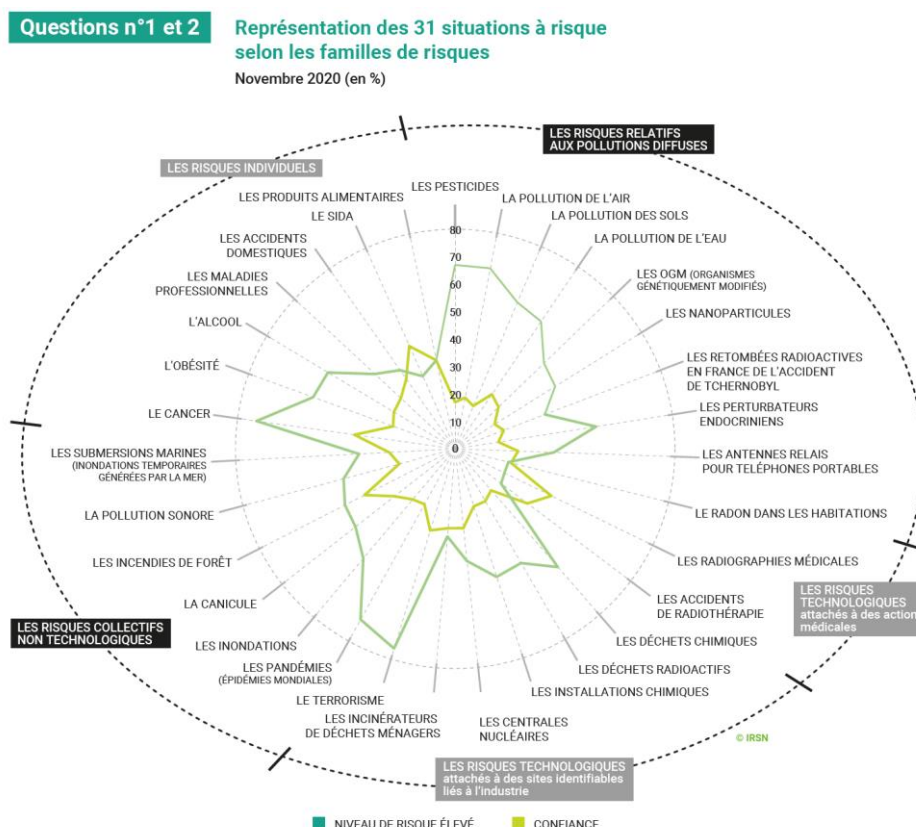 Questions n°1 et 2
Représentation des 31 situations à risque
selon les familles de risques
Novembre 2020 (en %)
LES RISQUES RELATIFS
AUX POLLUTIONS DIFFUSES
LES RISQUES INDIVIDUELS
LES PESTICIDES
LA POLLUTION DE L'AIR
LA POLLUTION DES SOLS
LA POLLUTION DE L'EAU
LES OGM (ORGANISMES
GÉNÉTIQUEMENT MODIFIÉS)
LES NANOPARTICULES
LES RETOMBÉES RADIOACTIVES
EN FRANCE DE L'ACCIDENT
DE TCHERNOBYL
LES PERTURBATEURS
ENDOCRINIENS
LES ANTENNES RELAIS
POUR TELÉPHONES PORTABLES
LE RADON DANS LES HABITATIONS
LES RADIOGRAPHIES MÉDICALES
LES RISQUES
TECHNOLOGIQUES
attachés à des action
médicales
LES ACCIDENTS
DE RADIOTHÉRAPIE
LES DÉCHETS CHIMIQUES
LES DÉCHETS RADIOACTIFS
LES INSTALLATIONS CHIMIQUES
LES CENTRALES
NUCLÉAIRES
© IRSN
LES RISQUES TECHNOLOGIQUES
attachés à des sites identifiables
liés à l'industrie
LES INCINÉRATEURS
DE DÉCHETS MÉNAGERS
LE TERRORISME
LES PANDÉMIES
(ÉPIDÉMIES MONDIALES)
LES INONDATIONS
LES RISQUES COLLECTIFS
NON TECHNOLOGIQUES
LA CANICULE
LES INCENDIES DE FORÊT
LA POLLUTION SONORE
LES SUBMERSIONS MARINES
(INONDATIONS TEMPORAIRES
GÉNÉRÉES PAR LA MER)
LE CANCER
L'OBÉSITÉ
L'ALCOOL
LES MALADIES
PROFESSIONNELLES
LES ACCIDENTS
DOMESTIQUES
LE SIDA
LES PRODUITS ALIMENTAIRES
80
70
60
50
40
30
20
10
0
NIVEAU DE RISQUE ÉLEVÉ
CONFIANCE